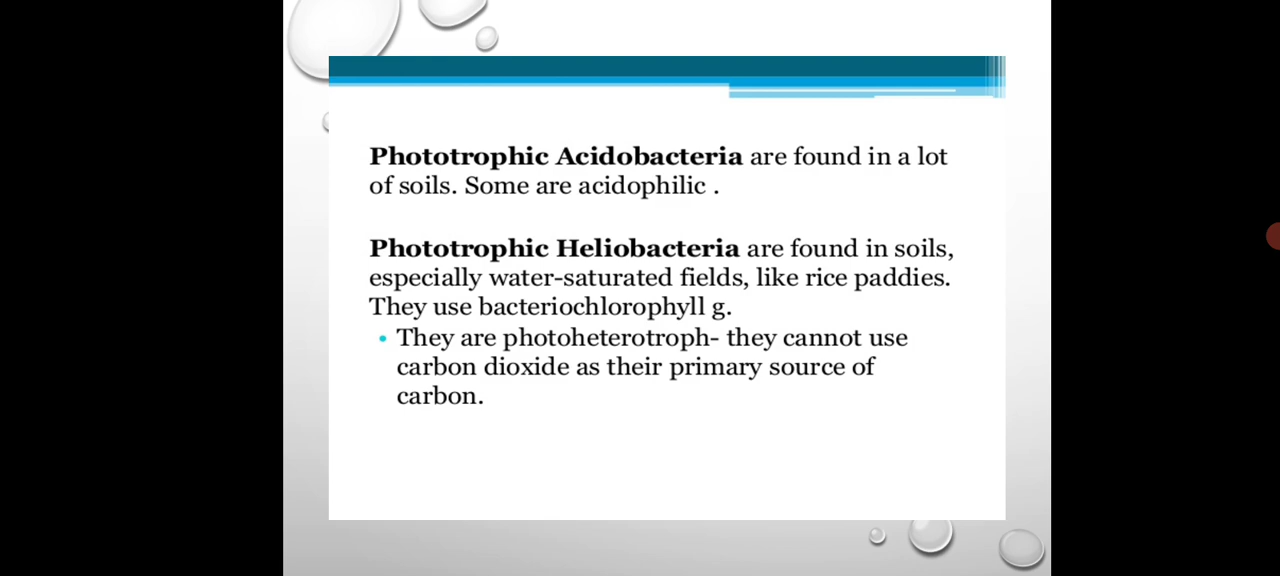 Phototrophic Acidobacteria are found in a lot
of soils. Some are acidophilic .
Phototrophic Heliobacteria are found in soils,
especially water-saturated fields, like rice paddies.
They use bacteriochlorophyll g.
• They are photoheterotroph- they cannot use
carbon dioxide as their primary source of
carbon.